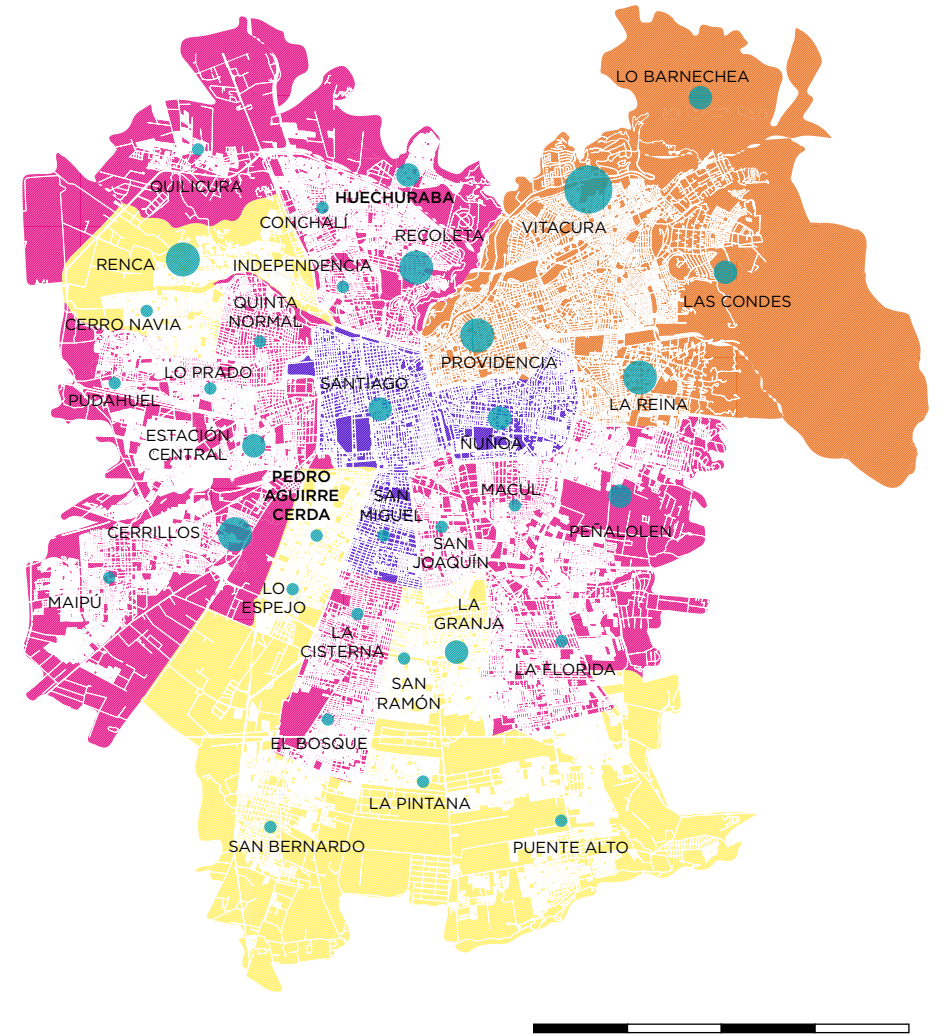 LO BARNECHEA
QUILICURA
HUECHURABA
CONCHALÍ
RECOLETA
VITACURA
RENCA
INDEPENDENCIA
LAS CONDES
QUINTA
NORMAL
CERRO NAVIA
PROVIDENCIA
LO PRADO
SANTIAGO
PUDAHUEL
LA REINA
ESTACIÓN
CENTRAL
ÑUÑOA
PEDRO
AGUIRRE
CERDA
SAN
MIGUEL
MACUL
CERRILLOS
PEÑALOLEN
SAN
JOAQUÍN
MAIPÚ
LO
ESPEJO
LA
GRANJA
LA
CISTERNA
LA FLORIDA
SAN
RAMÓN
EL BOSQUE
LA PINTANA
SAN BERNARDO
PUENTE ALTO